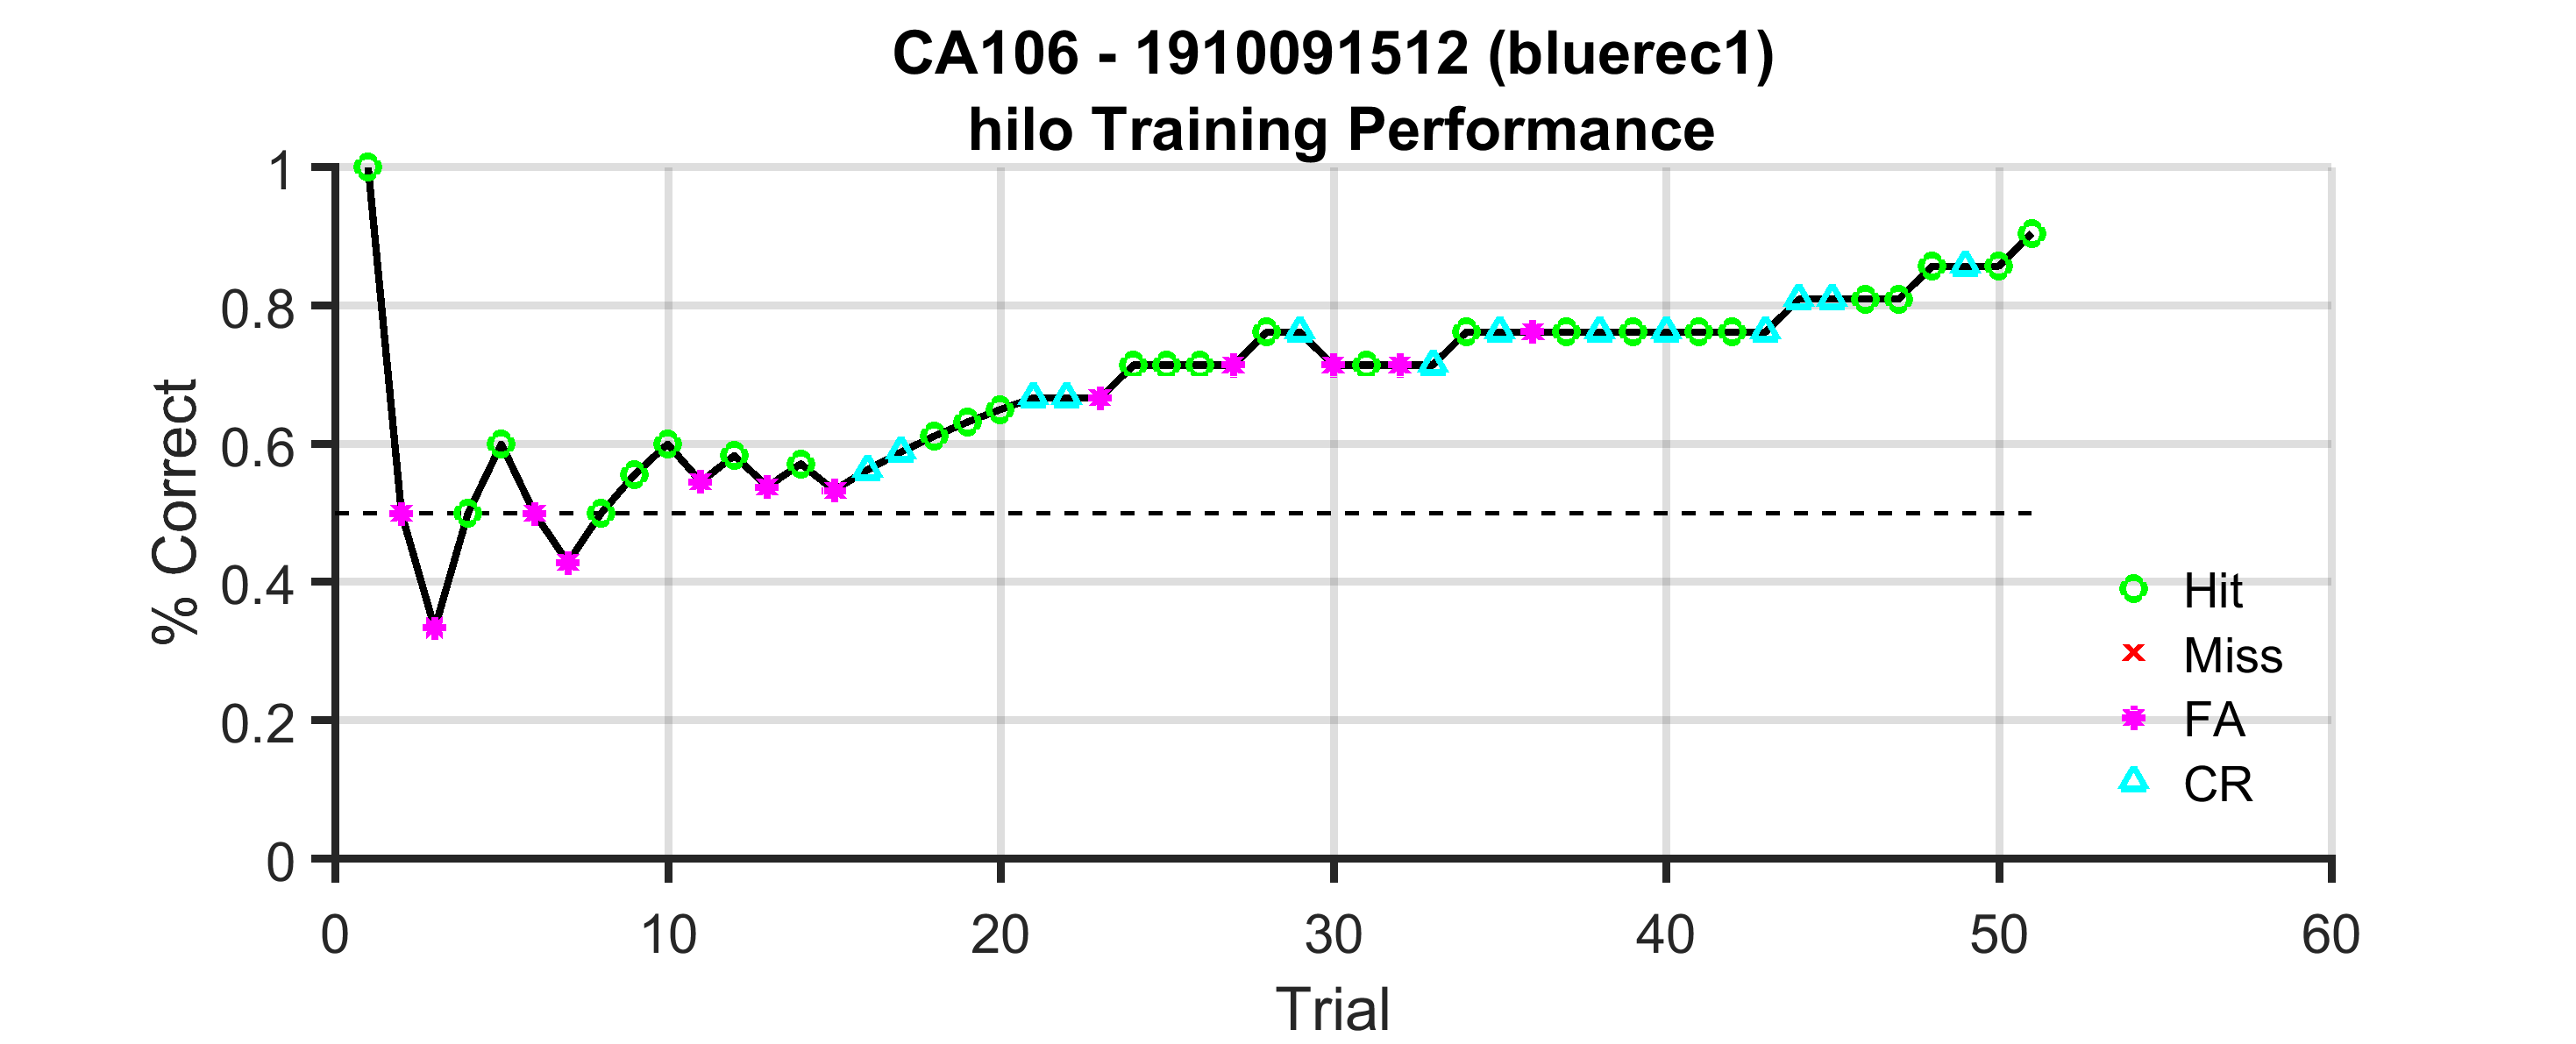 CA106 - 1910091512 (bluerec1)
hilo Training Performance
1
0.8
0.6
0.4
0.2
0
% Correct
Hit
Miss
FA
CR
0 10 20 30 40 50 60
Trial